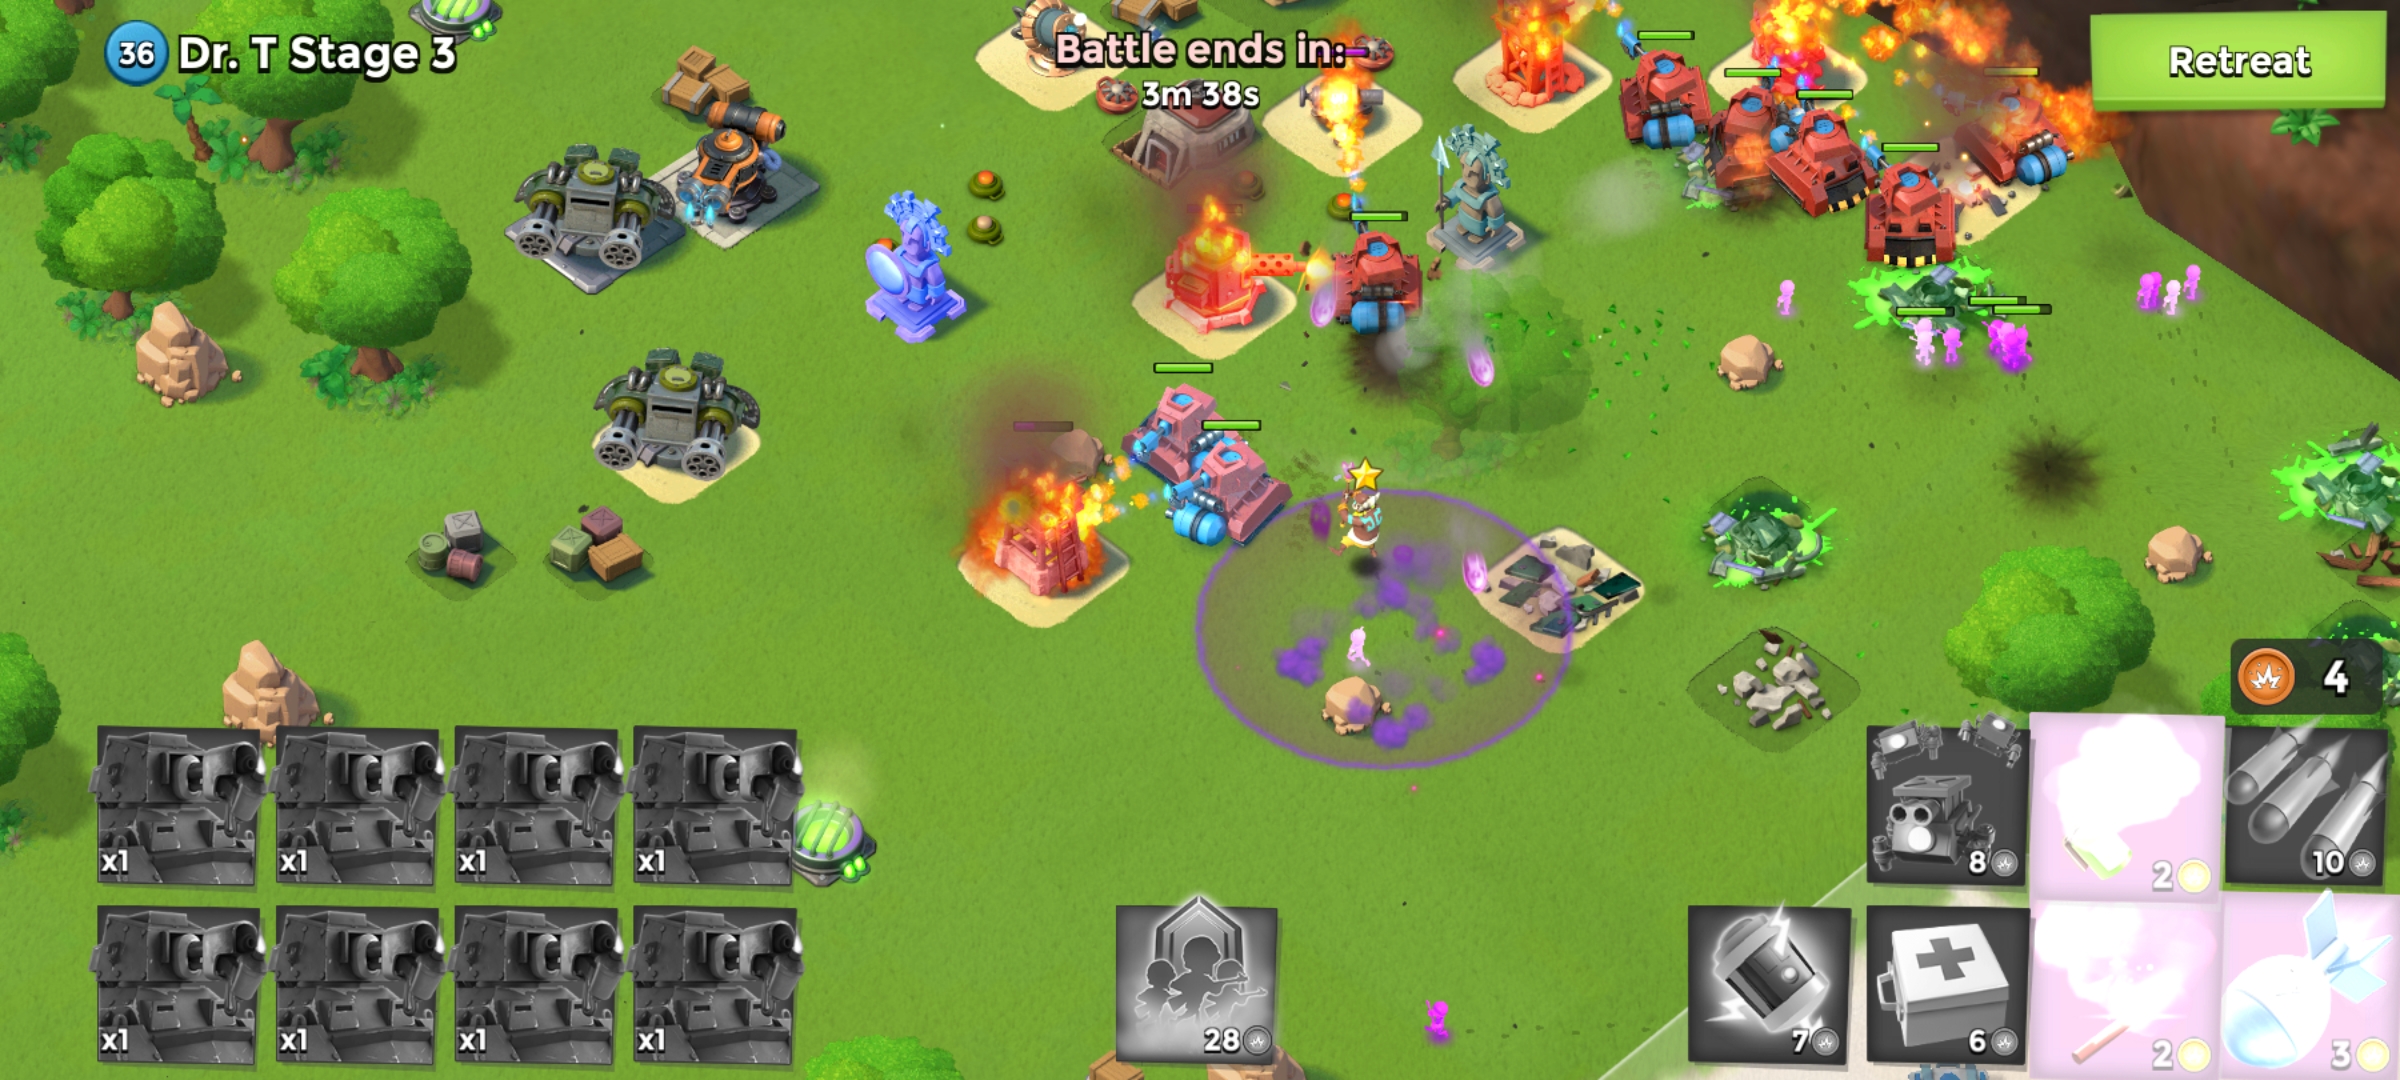 36 Dr. T Stage 3
Battle ends in:
3m 38s
Retreat
4
x1 x1 x1 x1
8 2 10
x1 x1 x1 x1
28
7 6 2 3